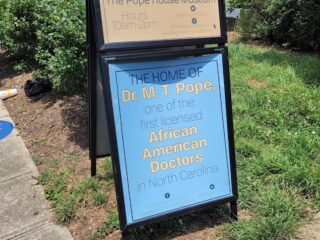 The Pope House Museum
Hours
10am 2pm
THE HOME OF
Dr. M. T. Pope,
one of the
first licensed
African
American
Doctors
in North Carolina.